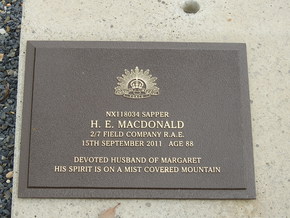 NX118034 SAPPER
H. E. MACDONALD
2/7 FIELD COMPANY R.A.E.
15TH SEPTEMBER 2011 AGE 88
DEVOTED HUSBAND OF MARGARET
HIS SPIRIT IS ON A MIST COVERED MOUNTAIN